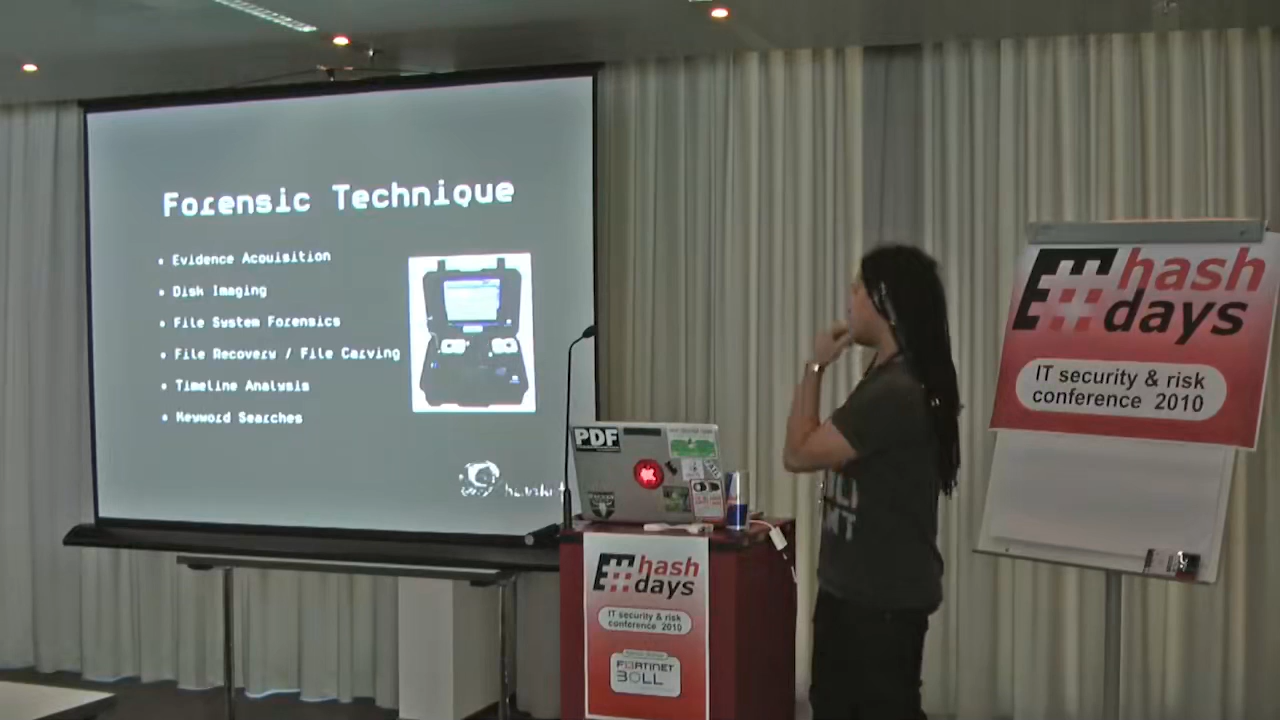 Forensic Technique
• Evidence Acquisition
• Disk Imaging
• File System Forensics
• File Recovery / File Carving
• Timeline Analysis
• Keyword Searches
PDF
hash
days
IT security & risk
conference 2010
FORTINET
BOLL
hash
days
IT security & risk
conference 2010